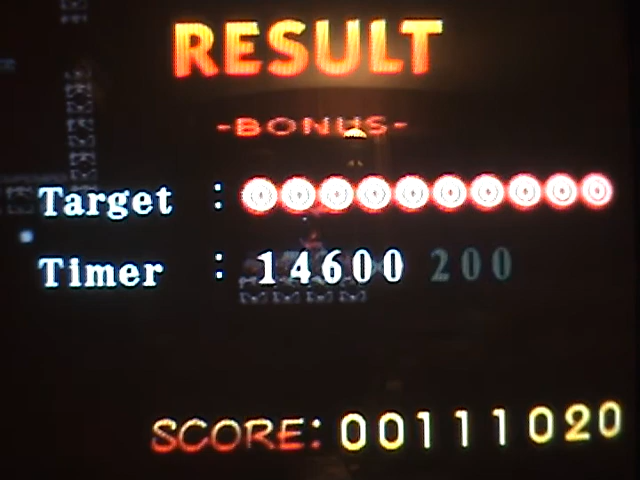 RESULT
-BONUS-
Target :
Timer : 14600 200
SCORE: 00111020